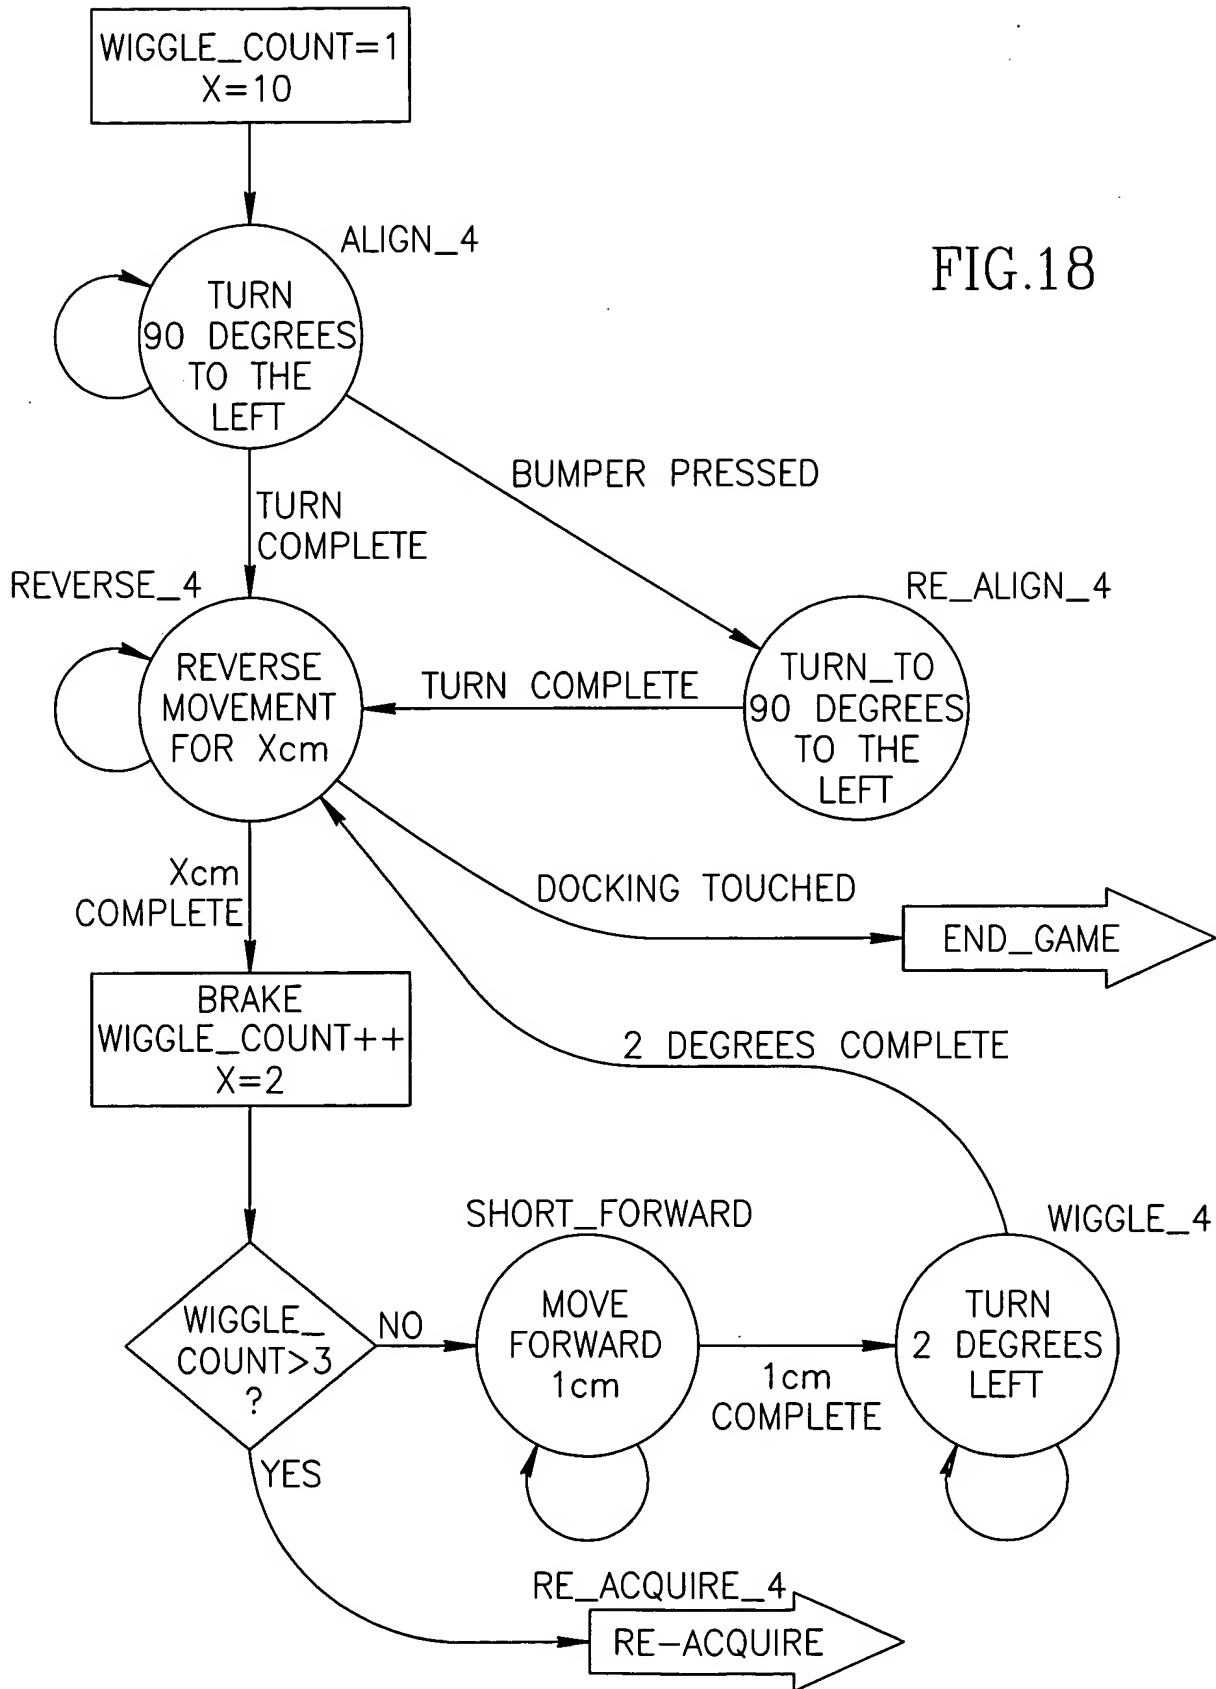 WIGGLE_COUNT=1
X=10
ALIGN_4
FIG.18
TURN
90 DEGREES
TO THE
LEFT
BUMPER PRESSED
TURN
COMPLETE
REVERSE_4
RE_ALIGN_4
REVERSE
MOVEMENT
FOR Xcm
TURN COMPLETE
TURN_TO
90 DEGREES
TO THE
LEFT
Xcm
COMPLETE
DOCKING TOUCHED
END_GAME
BRAKE
WIGGLE_COUNT++
X=2
2 DEGREES COMPLETE
SHORT_FORWARD
WIGGLE_4
WIGGLE_
COUNT>3
?
NO
MOVE
FORWARD
1cm
1cm
COMPLETE
TURN
2 DEGREES
LEFT
YES
RE_ACQUIRE_4
RE-ACQUIRE